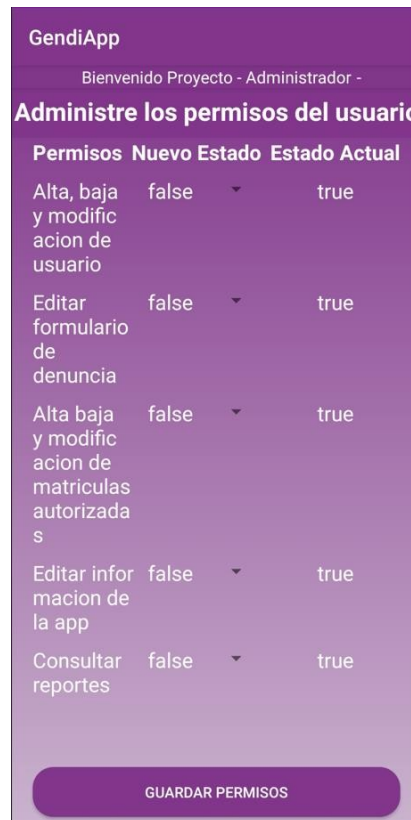 GendiApp
Bienvenido Proyecto - Administrador -
Administre los permisos del usuario
Permisos Nuevo Estado Estado Actual
Alta, baja false true
y modific
acion de
usuario
Editar false true
formulario
de
denuncia
Alta baja false true
y modific
acion de
matriculas
autorizada
s
Editar infor false true
macion de
la app
Consultar false true
reportes
GUARDAR PERMISOS